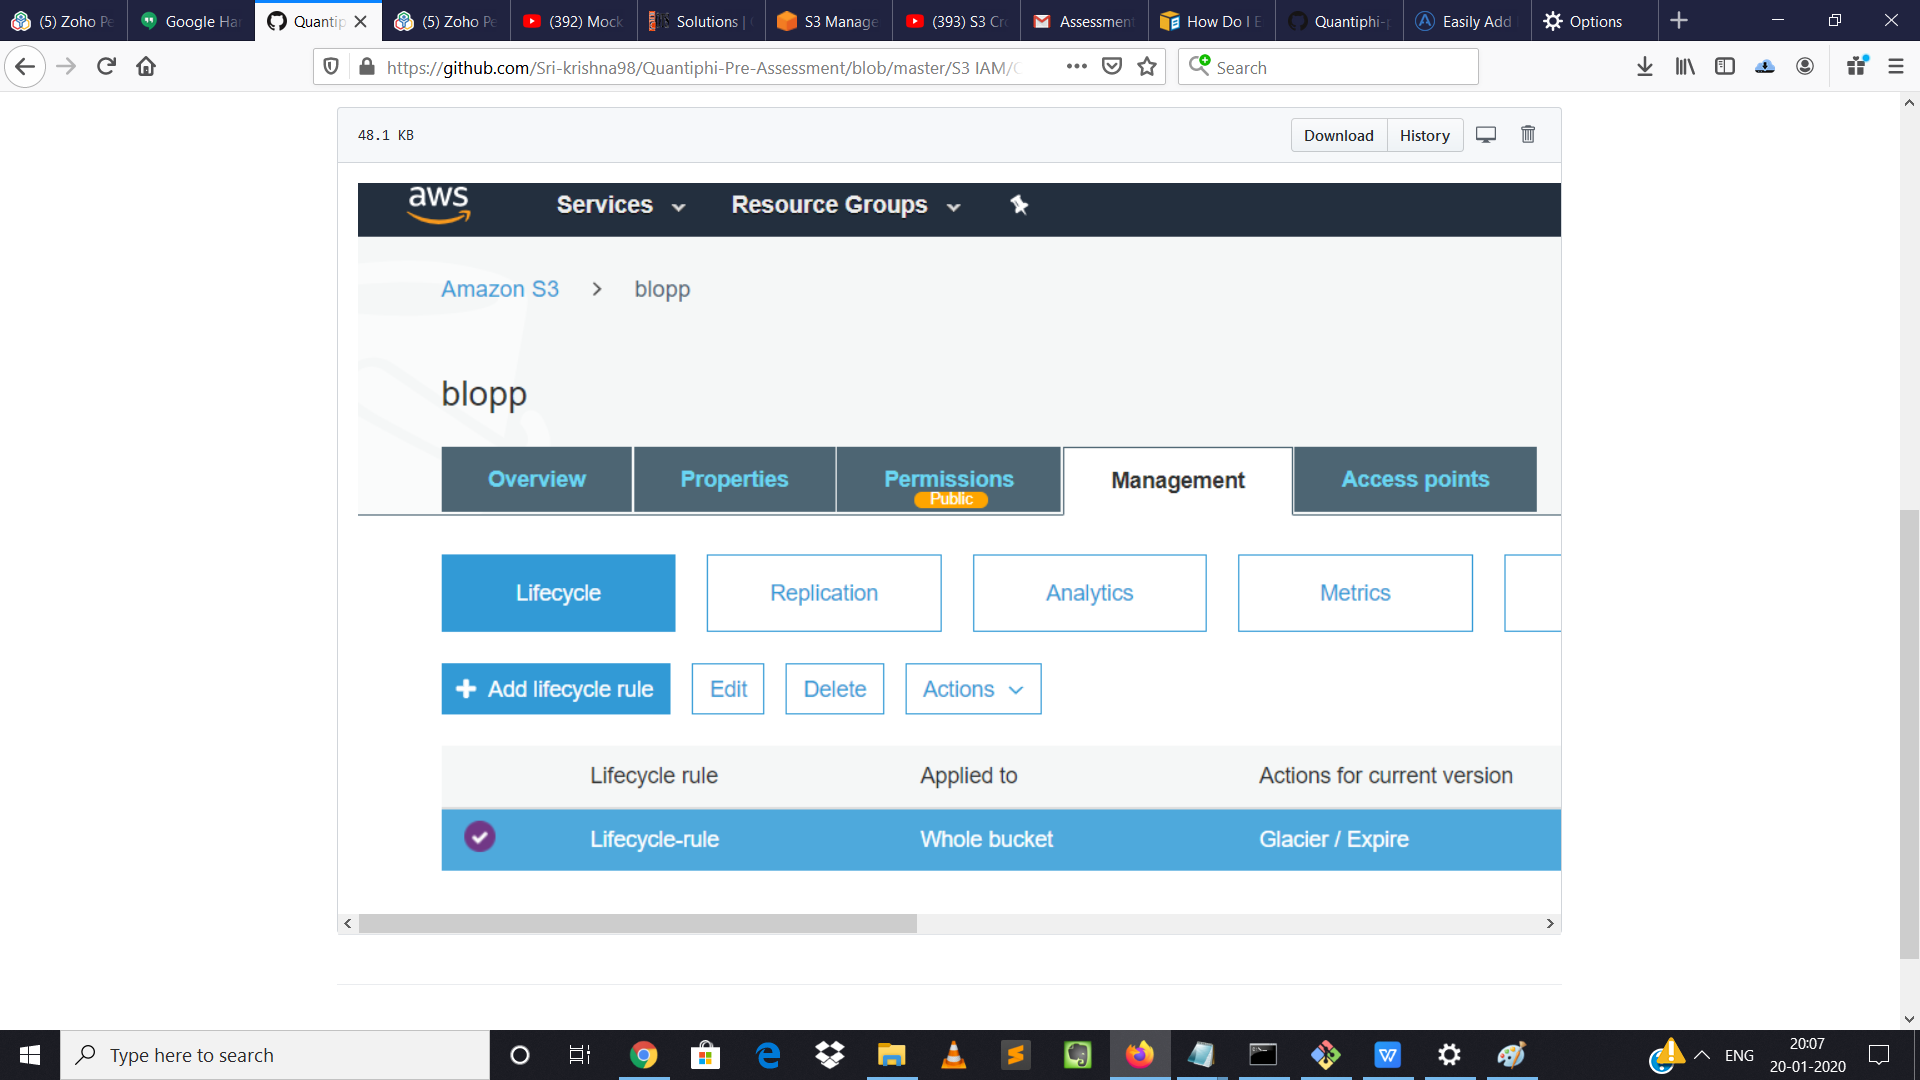 (5) Zoho Pe
Google Ha
Quantip
(5) Zoho Pe
(392) Mock
Solutions |
S3 Manage
(393) S3 Cr
Assessment
How Do I E
Quantiphi-p
Easily Add
Options
https://github.com/Sri-krishna98/Quantiphi-Pre-Assessment/blob/master/S3 IAM/
Search
48.1 KB
Download
History
aws
Services
Resource Groups
Amazon S3 > blopp
blopp
Overview
Properties
Permissions
Public
Management
Access points
Lifecycle
Replication
Analytics
Metrics
Add lifecycle rule
Edit
Delete
Actions
Lifecycle rule
Applied to
Actions for current version
Lifecycle-rule
Whole bucket
Glacier / Expire
Type here to search
ENG
20:07
20-01-2020